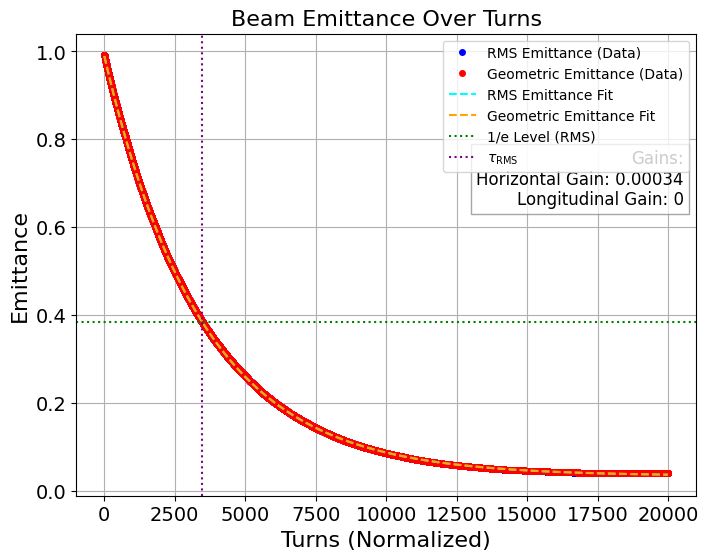 Beam Emittance Over Turns
1.0
0.8
0.6
0.4
0.2
0.0
Emittance
RMS Emittance (Data)
Geometric Emittance (Data)
RMS Emittance Fit
Geometric Emittance Fit
1/e Level (RMS)
τRMS
Gains:
Horizontal Gain: 0.00034
Longitudinal Gain: 0
0 2500 5000 7500 10000 12500 15000 17500 20000
Turns (Normalized)